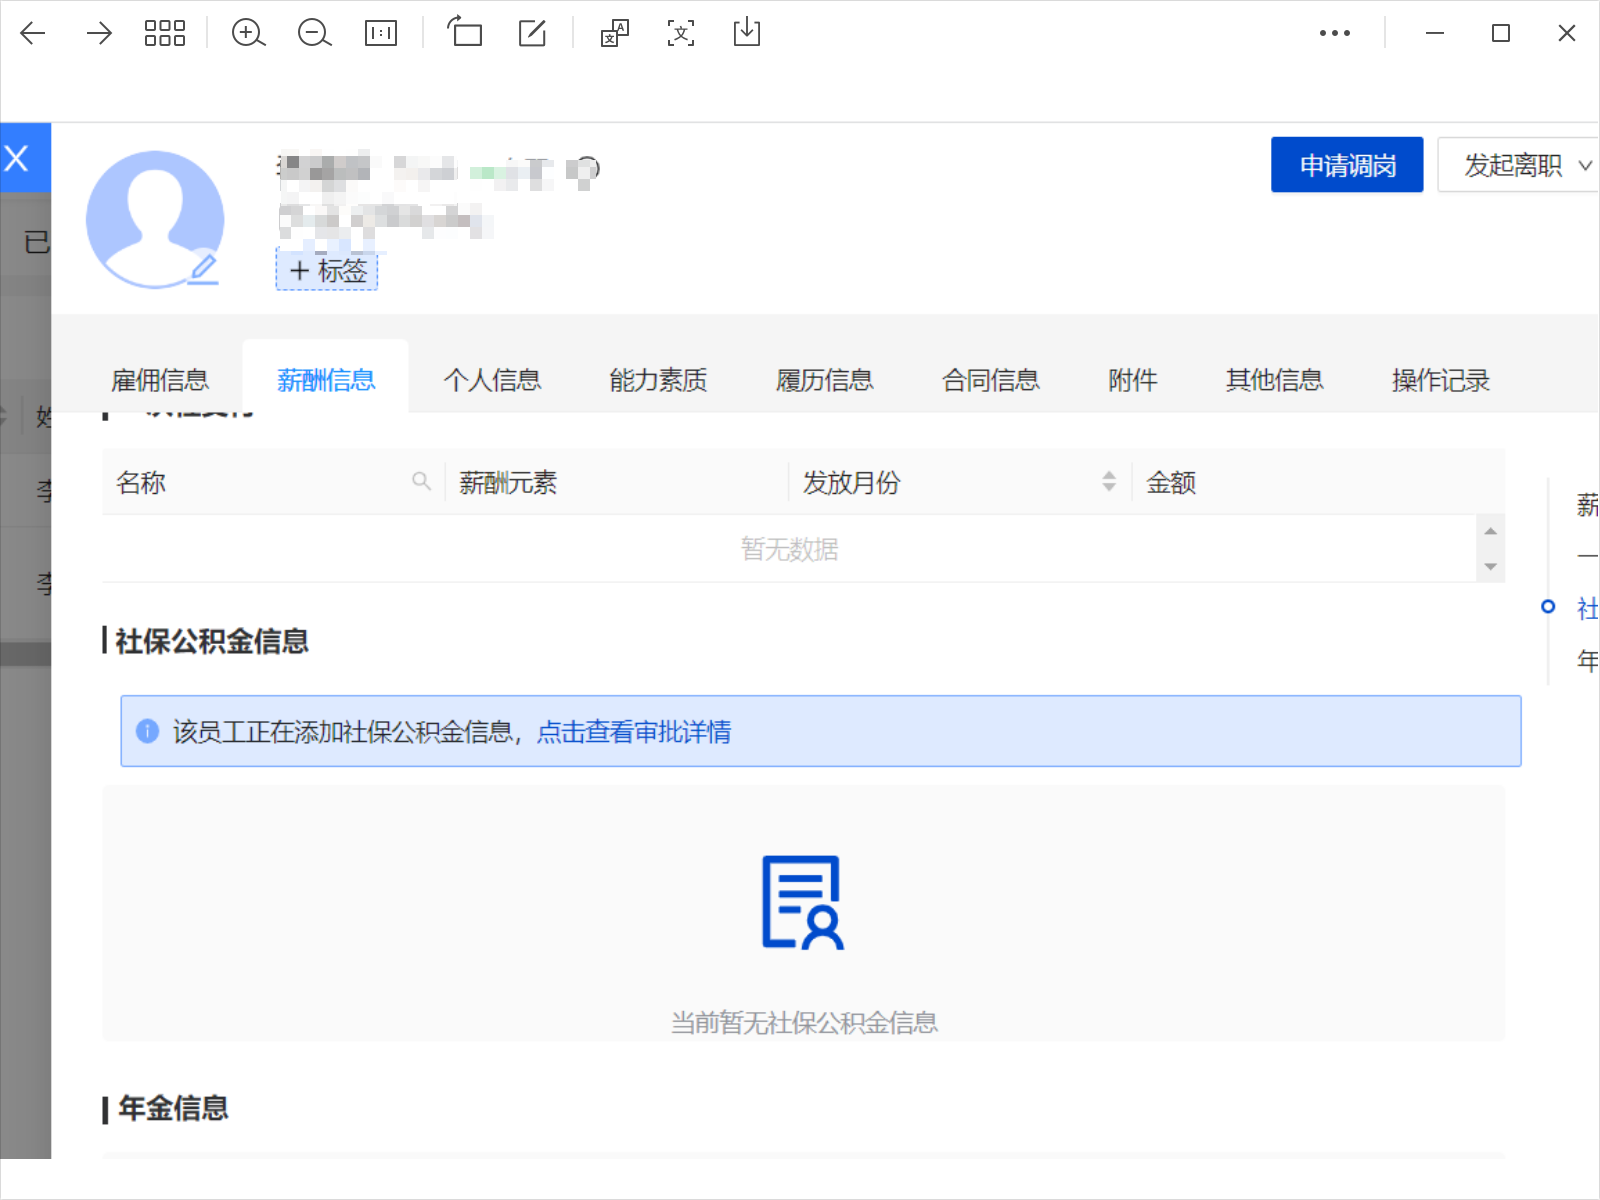 申请调岗
发起离职
已
+ 标签
雇佣信息
薪酬信息
个人信息
能力素质
履历信息
合同信息
附件
其他信息
操作记录
名称
薪酬元素
发放月份
金额
暂无数据
薪
一
社
年
社保公积金信息
该员工正在添加社保公积金信息，点击查看审批详情
当前暂无社保公积金信息
年金信息